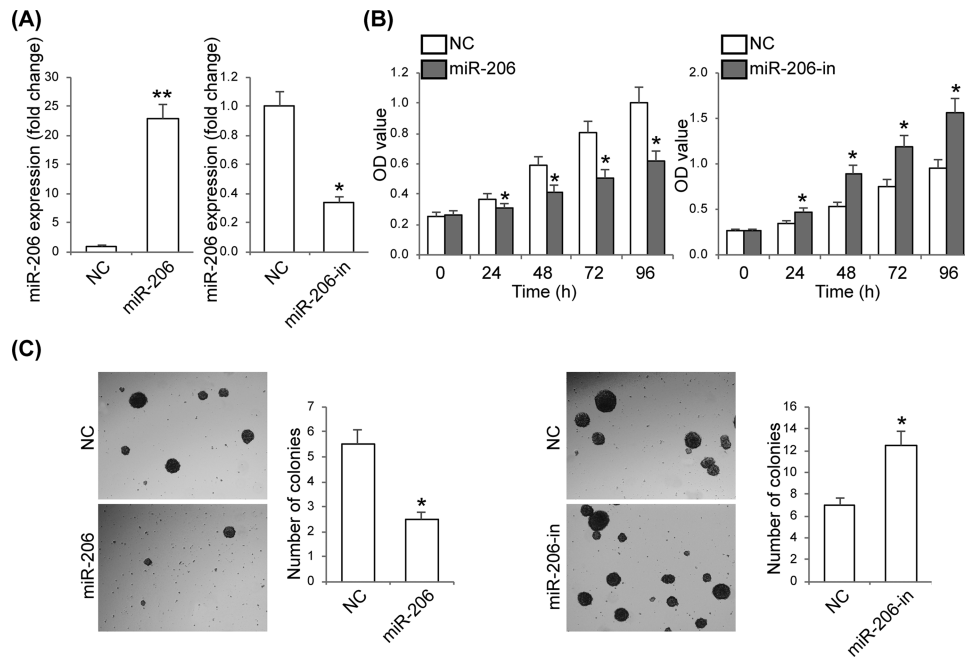 (A)
miR-206 expression (fold change)
30
25
20
15
10
5
0
**
NC
miR-206
miR-206 expression (fold change)
1.2
1.0
0.8
0.6
0.4
0.2
0.0
*
NC
miR-206-in
(B)
NC
miR-206
OD value
1.2
1.0
0.8
0.6
0.4
0.2
0.0
* * * *
0 24 48 72 96
Time (h)
NC
miR-206-in
OD value
2.0
1.5
1.0
0.5
0.0
* * * *
0 24 48 72 96
Time (h)
(C)
NC
miR-206
Number of colonies
7
6
5
4
3
2
1
0
*
NC
miR-206
NC
miR-206-in
Number of colonies
16
14
12
10
8
6
4
2
0
*
NC
miR-206-in